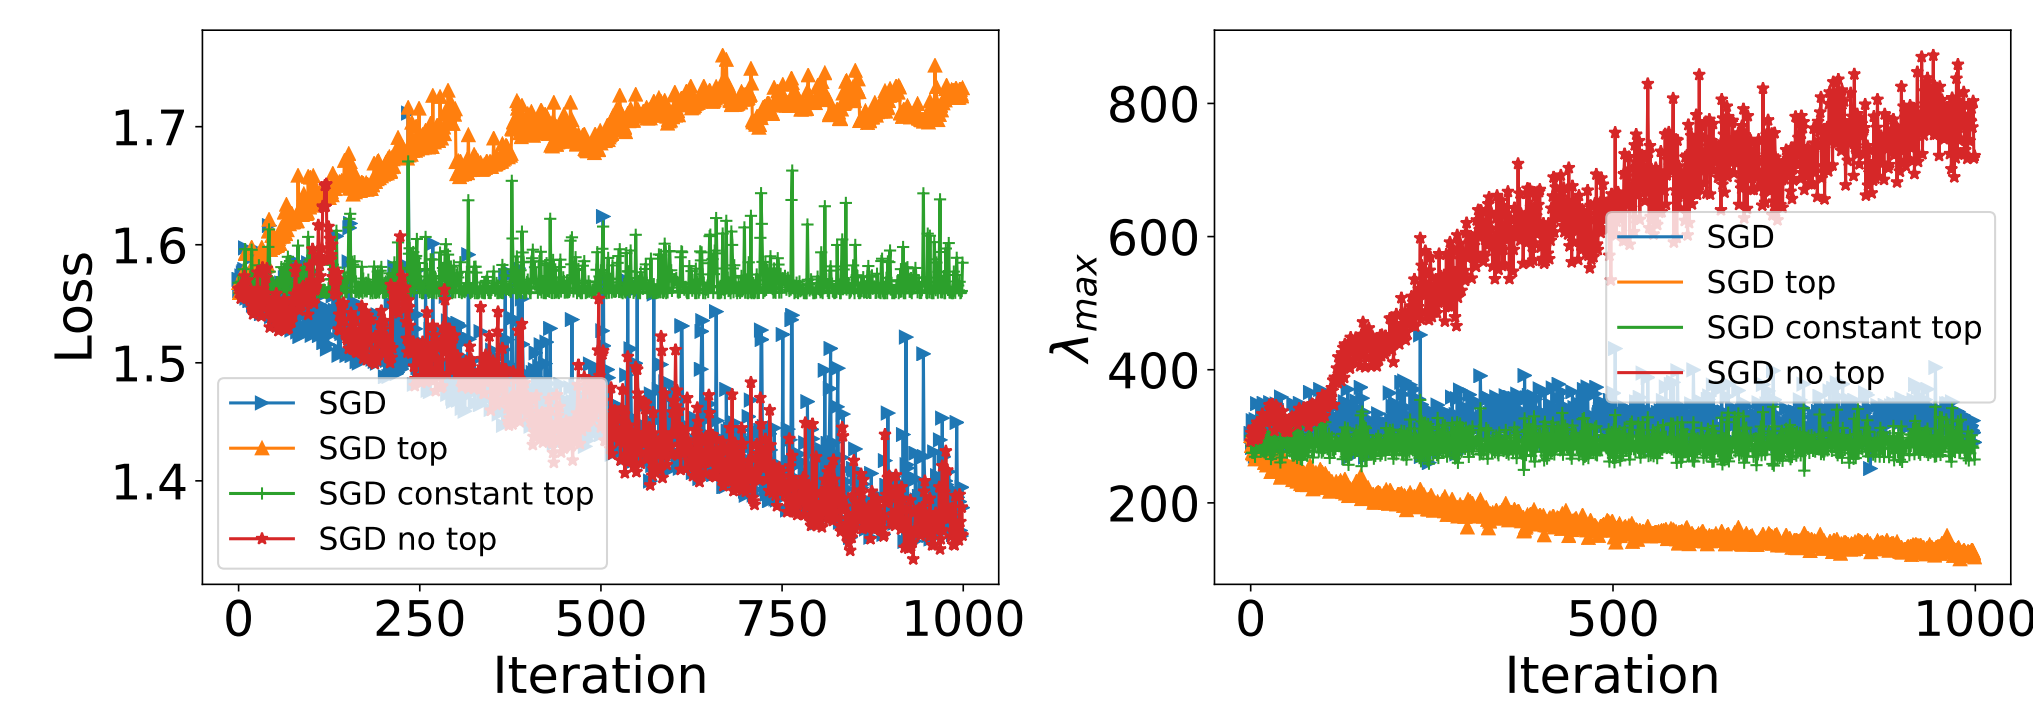 1.7
1.6
1.5
1.4
Loss
0 250 500 750 1000
Iteration
SGD
SGD top
SGD constant top
SGD no top
800
600
400
200
λmax
0 500 1000
Iteration
SGD
SGD top
SGD constant top
SGD no top